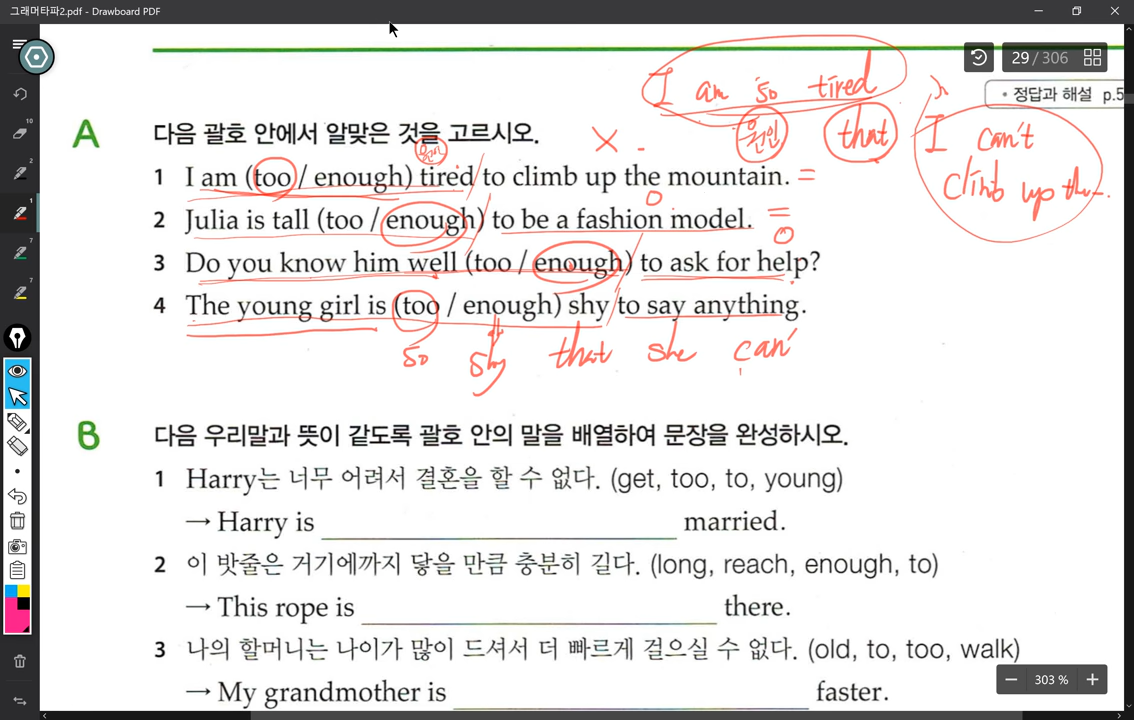 그래머타파2.pdf - Drawboard PDF
29 / 306
I am so tired
• 정답과 해설 p.5
원인 that I can't
climb up the
A 다음 괄호 안에서 알맞은 것을 고르시오.
원인
1 I am (too / enough) tired to climb up the mountain. =
2 Julia is tall (too / enough) to be a fashion model. =
3 Do you know him well (too / enough) to ask for help?
4 The young girl is (too / enough) shy to say anything.
so shy that she can'
B 다음 우리말과 뜻이 같도록 괄호 안의 말을 배열하여 문장을 완성하시오.
1 Harry는 너무 어려서 결혼을 할 수 없다. (get, too, to, young)
→ Harry is married.
2 이 밧줄은 거기에까지 닿을 만큼 충분히 길다. (long, reach, enough, to)
→ This rope is there.
3 나의 할머니는 나이가 많이 드셔서 더 빠르게 걸으실 수 없다. (old, to, too, walk)
→ My grandmother is faster.
303 %